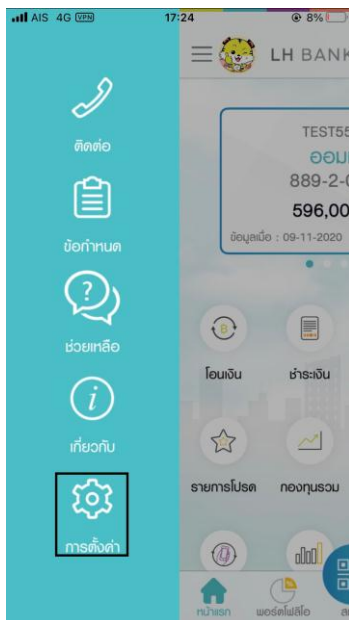 AIS 4G VPN 17:24 8%
ติดต่อ
ข้อกำหนด
ช่วยเหลือ
เกี่ยวกับ
การตั้งค่า
LH BANK
TEST55
ออม
889-2-0
596,00
ข้อมูลเมื่อ : 09-11-2020
โอนเงิน ชำระเงิน
รายการโปรด กองทุนรวม
หน้าแรก พอร์ตโฟลิโอ